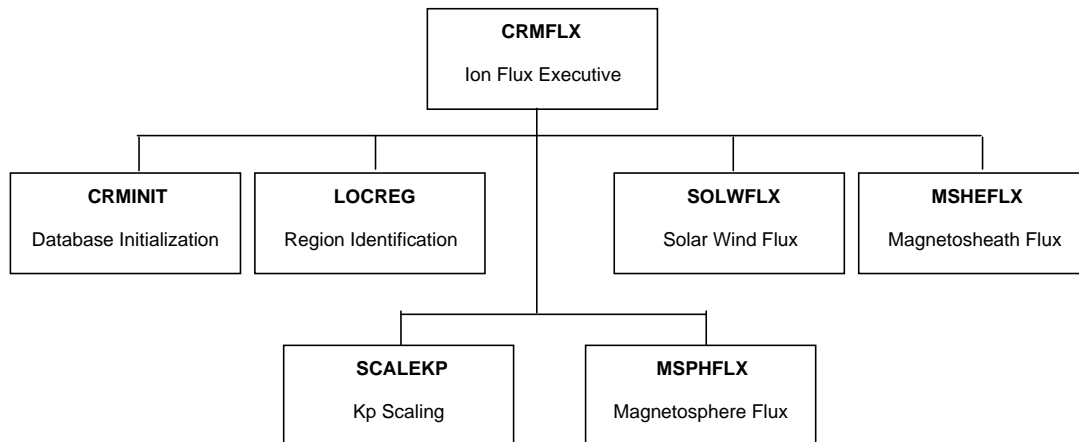 CRMFLX
Ion Flux Executive
CRMINIT
Database Initialization
LOCREG
Region Identification
SOLWFLX
Solar Wind Flux
MSHEFLX
Magnetosheath Flux
SCALEKP
Kp Scaling
MSPHFLX
Magnetosphere Flux